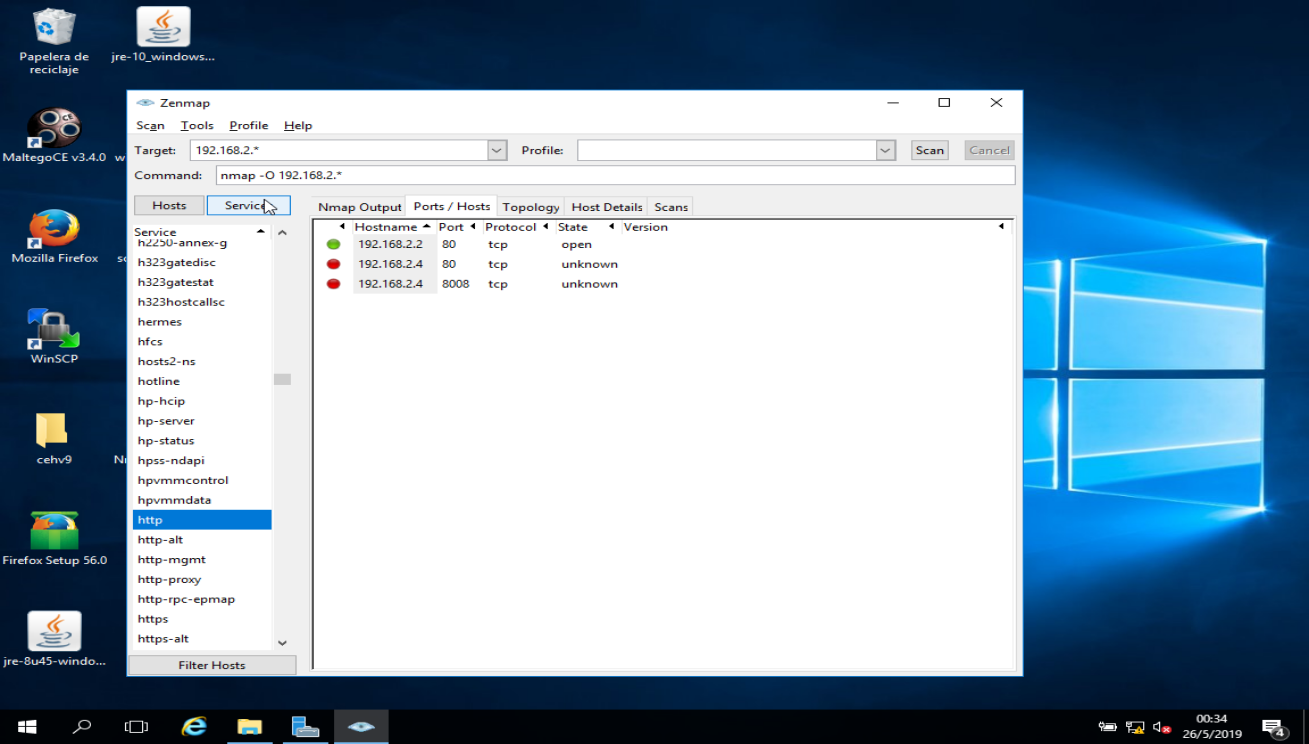 Papelera de
reciclaje
jre-10_windows...
MaltegoCE v3.4.0
w
Mozilla Firefox
sc
WinSCP
cehv9
Nr
Firefox Setup 56.0
jre-8u45-windo...
Zenmap
Scan Tools Profile Help
Target: 192.168.2.* Profile: Scan Cancel
Command: nmap -O 192.168.2.*
Hosts Services
Nmap Output Ports / Hosts Topology Host Details Scans
Service
h2250-annex-g
h323gatedisc
h323gatestat
h323hostcallsc
hermes
hfcs
hosts2-ns
hotline
hp-hcip
hp-server
hp-status
hpss-ndapi
hpvmmcontrol
hpvmmdata
http
http-alt
http-mgmt
http-proxy
http-rpc-epmap
https
https-alt
Filter Hosts
Hostname Port Protocol State Version
192.168.2.2 80 tcp open
192.168.2.4 80 tcp unknown
192.168.2.4 8008 tcp unknown
00:34
26/5/2019
4